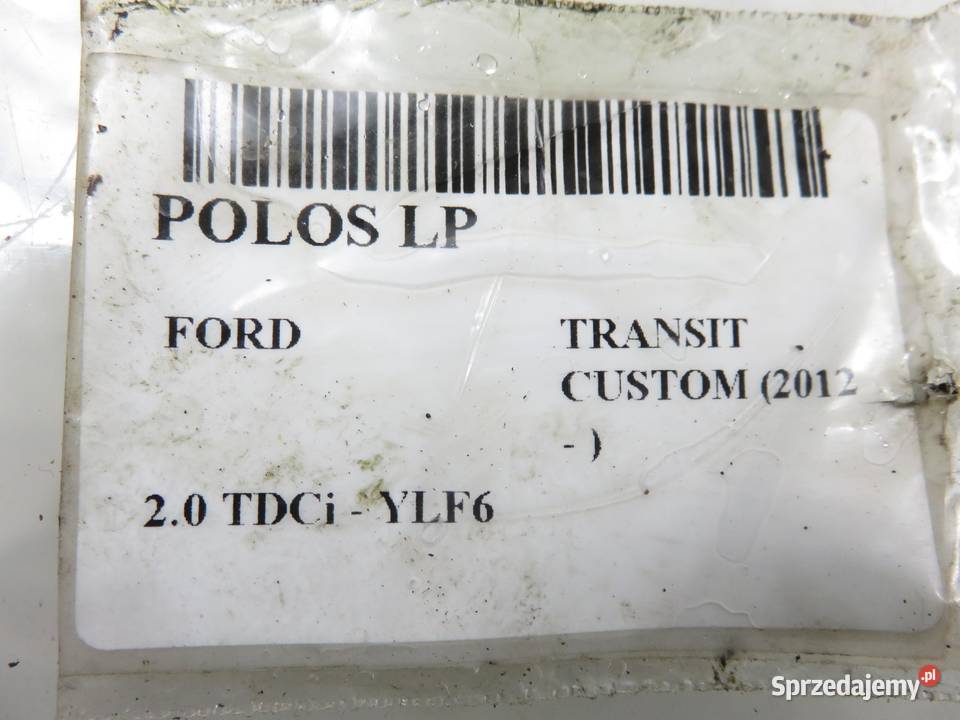 POLOS LP
FORD
TRANSIT
CUSTOM (2012
- )
2.0 TDCi - YLF6
Sprzedajemy.pl